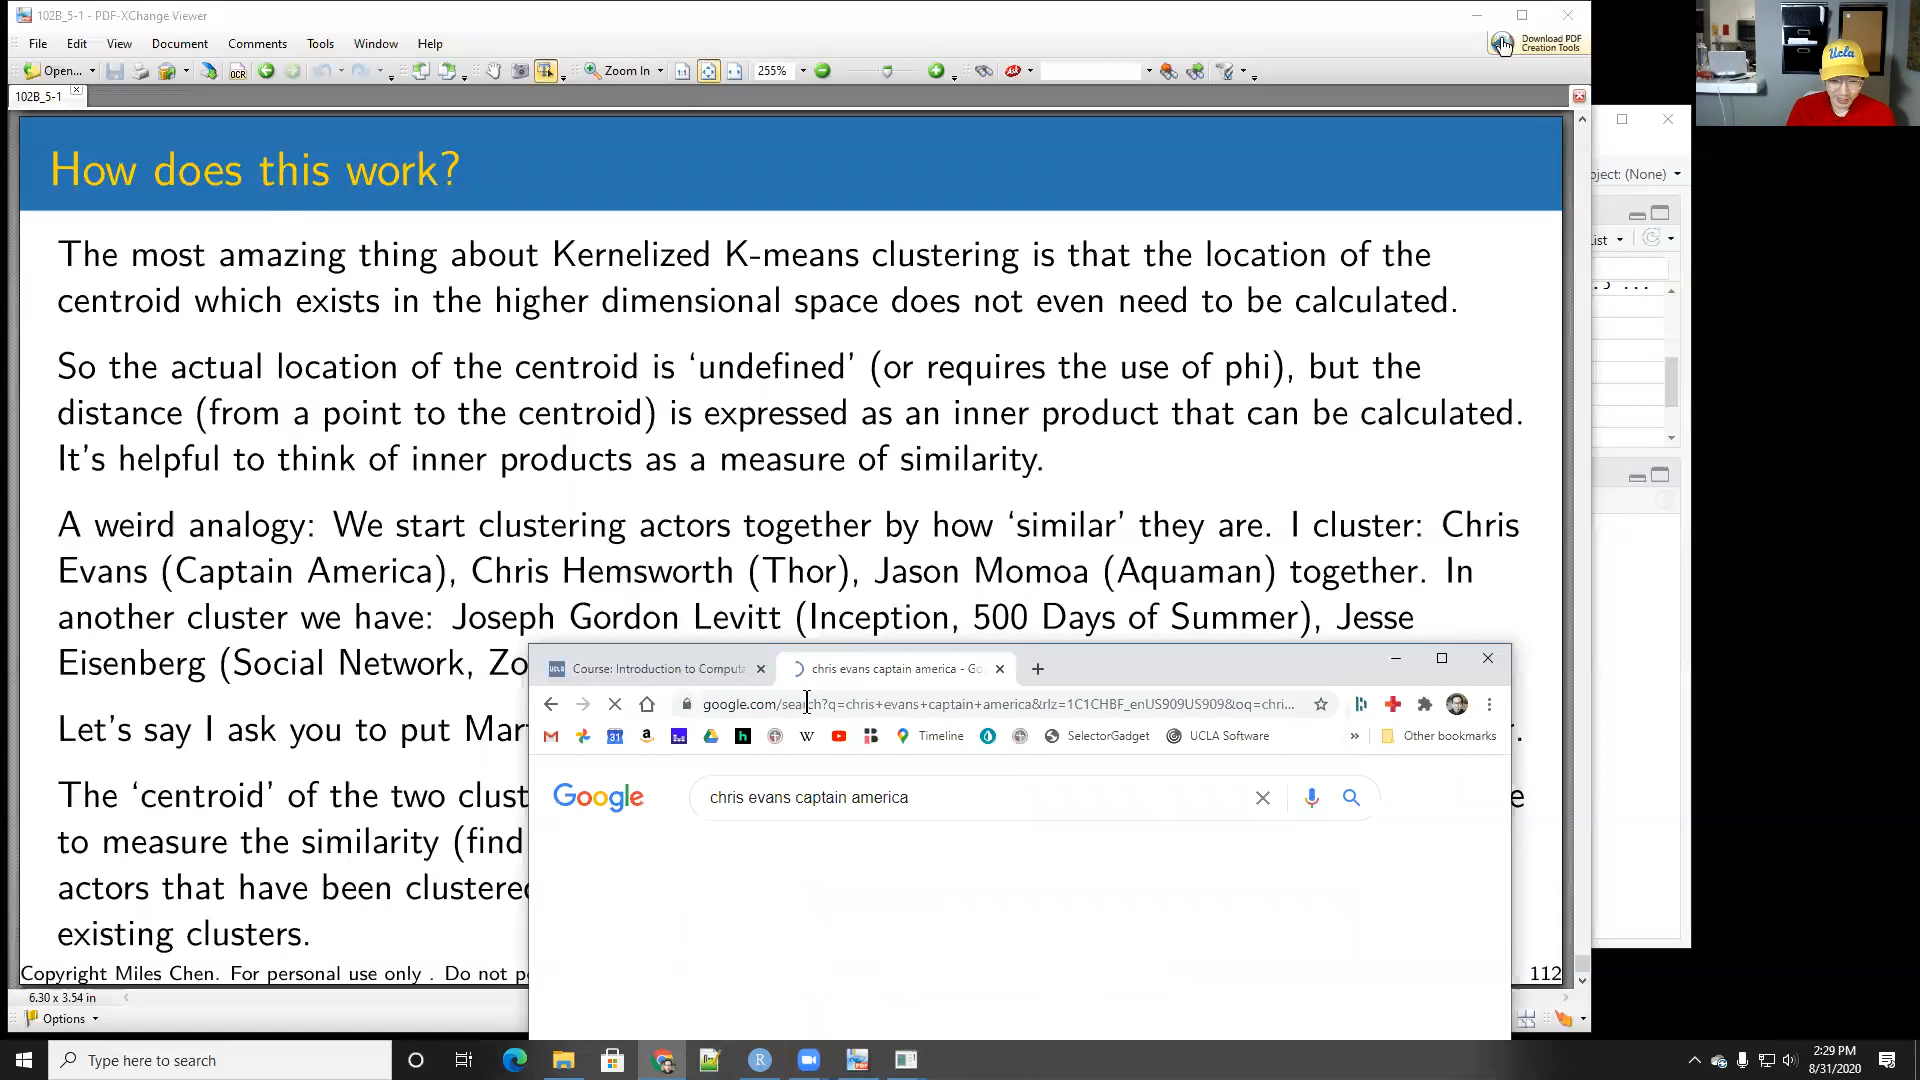 102B_5-1 - PDF-XChange Viewer
File Edit View Document Comments Tools Window Help
Download PDF
Creation Tools
Open... OCR Zoom In 255%
102B_5-1
Ucla
How does this work?
The most amazing thing about Kernelized K-means clustering is that the location of the
centroid which exists in the higher dimensional space does not even need to be calculated.
So the actual location of the centroid is ‘undefined’ (or requires the use of phi), but the
distance (from a point to the centroid) is expressed as an inner product that can be calculated.
It’s helpful to think of inner products as a measure of similarity.
A weird analogy: We start clustering actors together by how ‘similar’ they are. I cluster: Chris
Evans (Captain America), Chris Hemsworth (Thor), Jason Momoa (Aquaman) together. In
another cluster we have: Joseph Gordon Levitt (Inception, 500 Days of Summer), Jesse
Eisenberg (Social Network, Zo
Let’s say I ask you to put Mar
The ‘centroid’ of the two clust
to measure the similarity (find
actors that have been clustered
existing clusters.
Copyright Miles Chen. For personal use only . Do not p
112
6.30 x 3.54 in
Options
ject: (None)
ist
UCLA Course: Introduction to Computa
chris evans captain america - Go
google.com/search?q=chris+evans+captain+america&rlz=1C1CHBF_enUS909US909&oq=chri...
31 a h W Timeline SelectorGadget UCLA Software » Other bookmarks
Google chris evans captain america
Type here to search
R
2:29 PM
8/31/2020